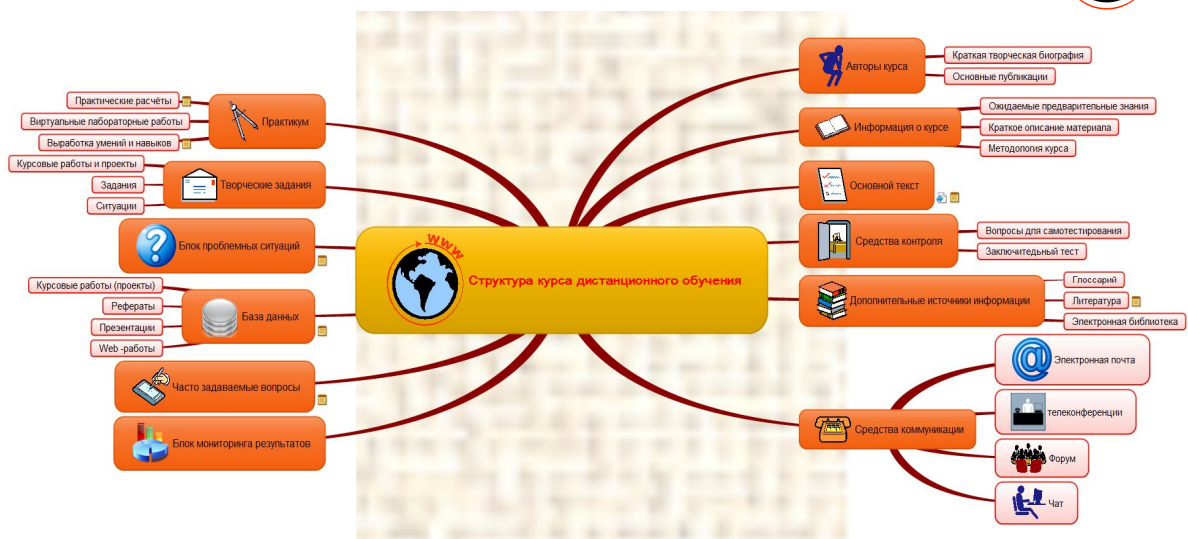 Структура курса дистанционного обучения
WWW
Авторы курса
Краткая творческая биография
Основные публикации
Информация о курсе
Ожидаемые предварительные знания
Краткое описание материала
Методология курса
Основной текст
Средства контроля
Вопросы для самотестирования
Заключитедьный тест
Дополнительные источники информации
Глоссарий
Литература
Электронная библиотека
Средства коммуникации
Электронная почта
телеконференции
Форум
Чат
Практикум
Практические расчёты
Виртуальные лабораторные работы
Выработка умений и навыков
Творческие задания
Курсовые работы и проекты
Задания
Ситуации
Блок проблемных ситуаций
База данных
Курсовые работы (проекты)
Рефераты
Презентации
Web -работы
Часто задаваемые вопросы
Блок мониторинга результатов